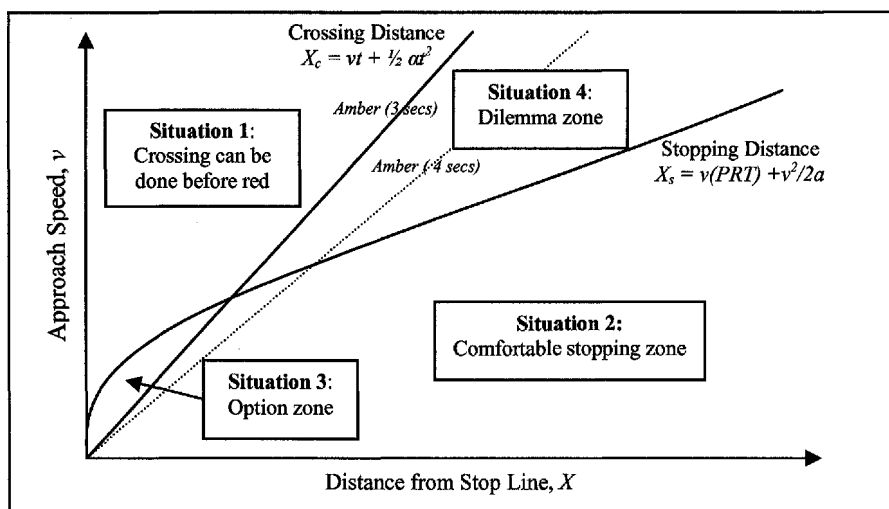 Crossing Distance
X_c = vt + ½ αt²
Situation 1:
Crossing can be
done before red
Amber (3 secs)
Situation 4:
Dilemma zone
Amber (4 secs)
Stopping Distance
X_s = v(PRT) +v²/2a
Approach Speed, v
Situation 2:
Comfortable stopping zone
Situation 3:
Option zone
Distance from Stop Line, X